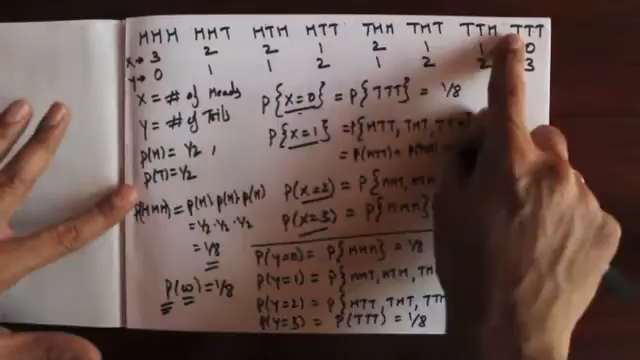 HHH HHT HTH HTT THH THT TTH TTT
X→ 3 2 2 1 2 1 1 0
Y→ 0 1 1 2 1 2 2 3
X = # of Heads
Y = # of Tails
P(H) = 1/2 ,
P(T) = 1/2
P(HHH) = P(H) P(H) P(H)
= 1/2 . 1/2 . 1/2
= 1/8
P(ω) = 1/8
P{X=0} = P{TTT} = 1/8
P{X=1} = P{HTT, THT, TTH
= P(HTT) +
P(X=2) = P{HHT, HTH,
P(X=3) = P{HHH}
P(Y=0) = P{HHH} = 1/8
P(Y=1) = P{HHT, HTH, TH
P(Y=2) = P{HTT, THT, TTH
P(Y=3) = P(TTT) = 1/8